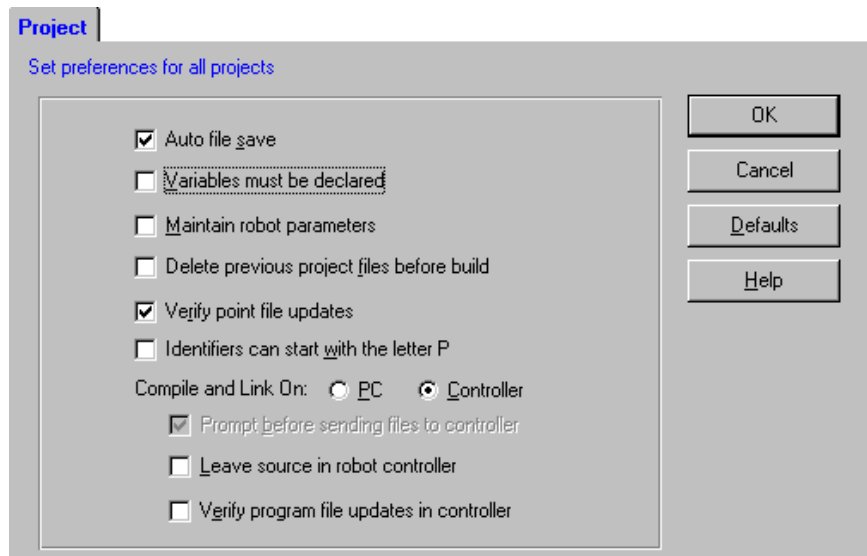 Project
Set preferences for all projects
Auto file save
Variables must be declared
Maintain robot parameters
Delete previous project files before build
Verify point file updates
Identifiers can start with the letter P
Compile and Link On: PC Controller
Prompt before sending files to controller
Leave source in robot controller
Verify program file updates in controller
OK
Cancel
Defaults
Help